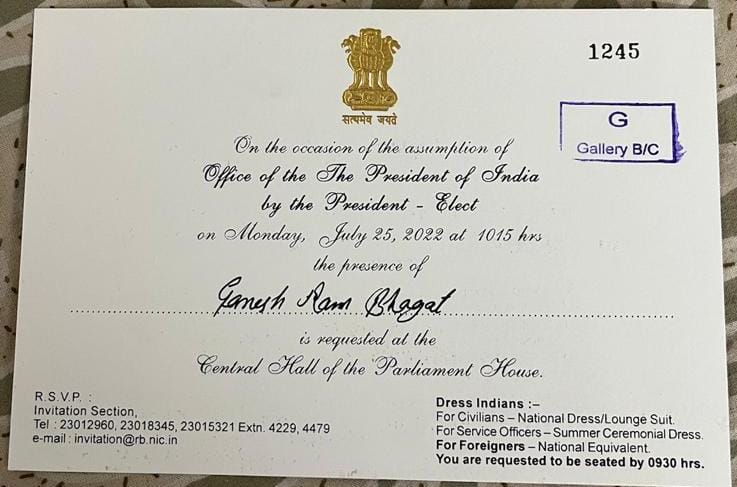 1245
सत्यमेव जयते
G
Gallery B/C
On the occasion of the assumption of
Office of the The President of India
by the President - Elect
on Monday, July 25, 2022 at 1015 hrs
the presence of
Ganesh Ram Bhagat
is requested at the
Central Hall of the Parliament House.
R.S.V.P. :
Invitation Section,
Tel : 23012960, 23018345, 23015321 Extn. 4229, 4479
e-mail : invitation@rb.nic.in
Dress Indians :–
For Civilians – National Dress/Lounge Suit.
For Service Officers – Summer Ceremonial Dress.
For Foreigners – National Equivalent.
You are requested to be seated by 0930 hrs.